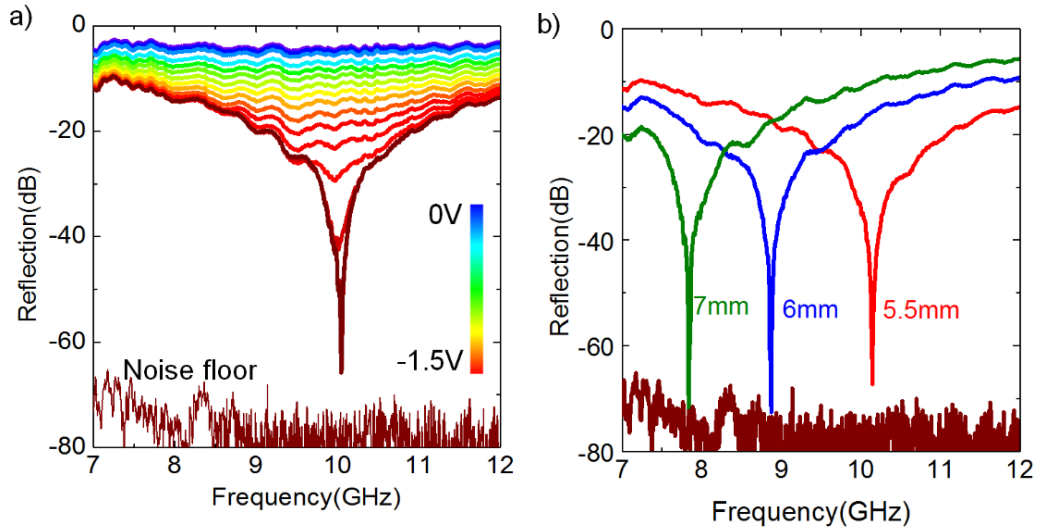 a)
Reflection(dB)
0
-20
-40
-60
-80
0V
-1.5V
Noise floor
7 8 9 10 11 12
Frequency(GHz)
b)
Reflection(dB)
0
-20
-40
-60
-80
7mm 6mm 5.5mm
7 8 9 10 11 12
Frequency(GHz)